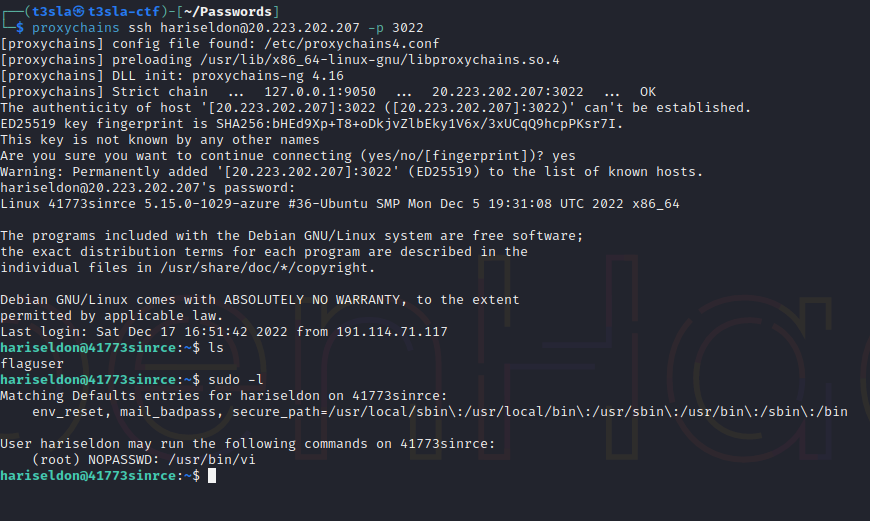 ┌──(t3sla㉿t3sla-ctf)-[~/Passwords]
└─$ proxychains ssh hariseldon@20.223.202.207 -p 3022
[proxychains] config file found: /etc/proxychains4.conf
[proxychains] preloading /usr/lib/x86_64-linux-gnu/libproxychains.so.4
[proxychains] DLL init: proxychains-ng 4.16
[proxychains] Strict chain  ...  127.0.0.1:9050  ...  20.223.202.207:3022  ...  OK
The authenticity of host '[20.223.202.207]:3022 ([20.223.202.207]:3022)' can't be established.
ED25519 key fingerprint is SHA256:bHEd9Xp+T8+oDkjvZlbEky1V6x/3xUCqQ9hcpPKsr7I.
This key is not known by any other names
Are you sure you want to continue connecting (yes/no/[fingerprint])? yes
Warning: Permanently added '[20.223.202.207]:3022' (ED25519) to the list of known hosts.
hariseldon@20.223.202.207's password:
Linux 41773sinrce 5.15.0-1029-azure #36-Ubuntu SMP Mon Dec 5 19:31:08 UTC 2022 x86_64
The programs included with the Debian GNU/Linux system are free software;
the exact distribution terms for each program are described in the
individual files in /usr/share/doc/*/copyright.
Debian GNU/Linux comes with ABSOLUTELY NO WARRANTY, to the extent
permitted by applicable law.
Last login: Sat Dec 17 16:51:42 2022 from 191.114.71.117
hariseldon@41773sinrce:~$ ls
flaguser
hariseldon@41773sinrce:~$ sudo -l
Matching Defaults entries for hariseldon on 41773sinrce:
    env_reset, mail_badpass, secure_path=/usr/local/sbin\:/usr/local/bin\:/usr/sbin\:/usr/bin\:/sbin\:/bin
User hariseldon may run the following commands on 41773sinrce:
    (root) NOPASSWD: /usr/bin/vi
hariseldon@41773sinrce:~$